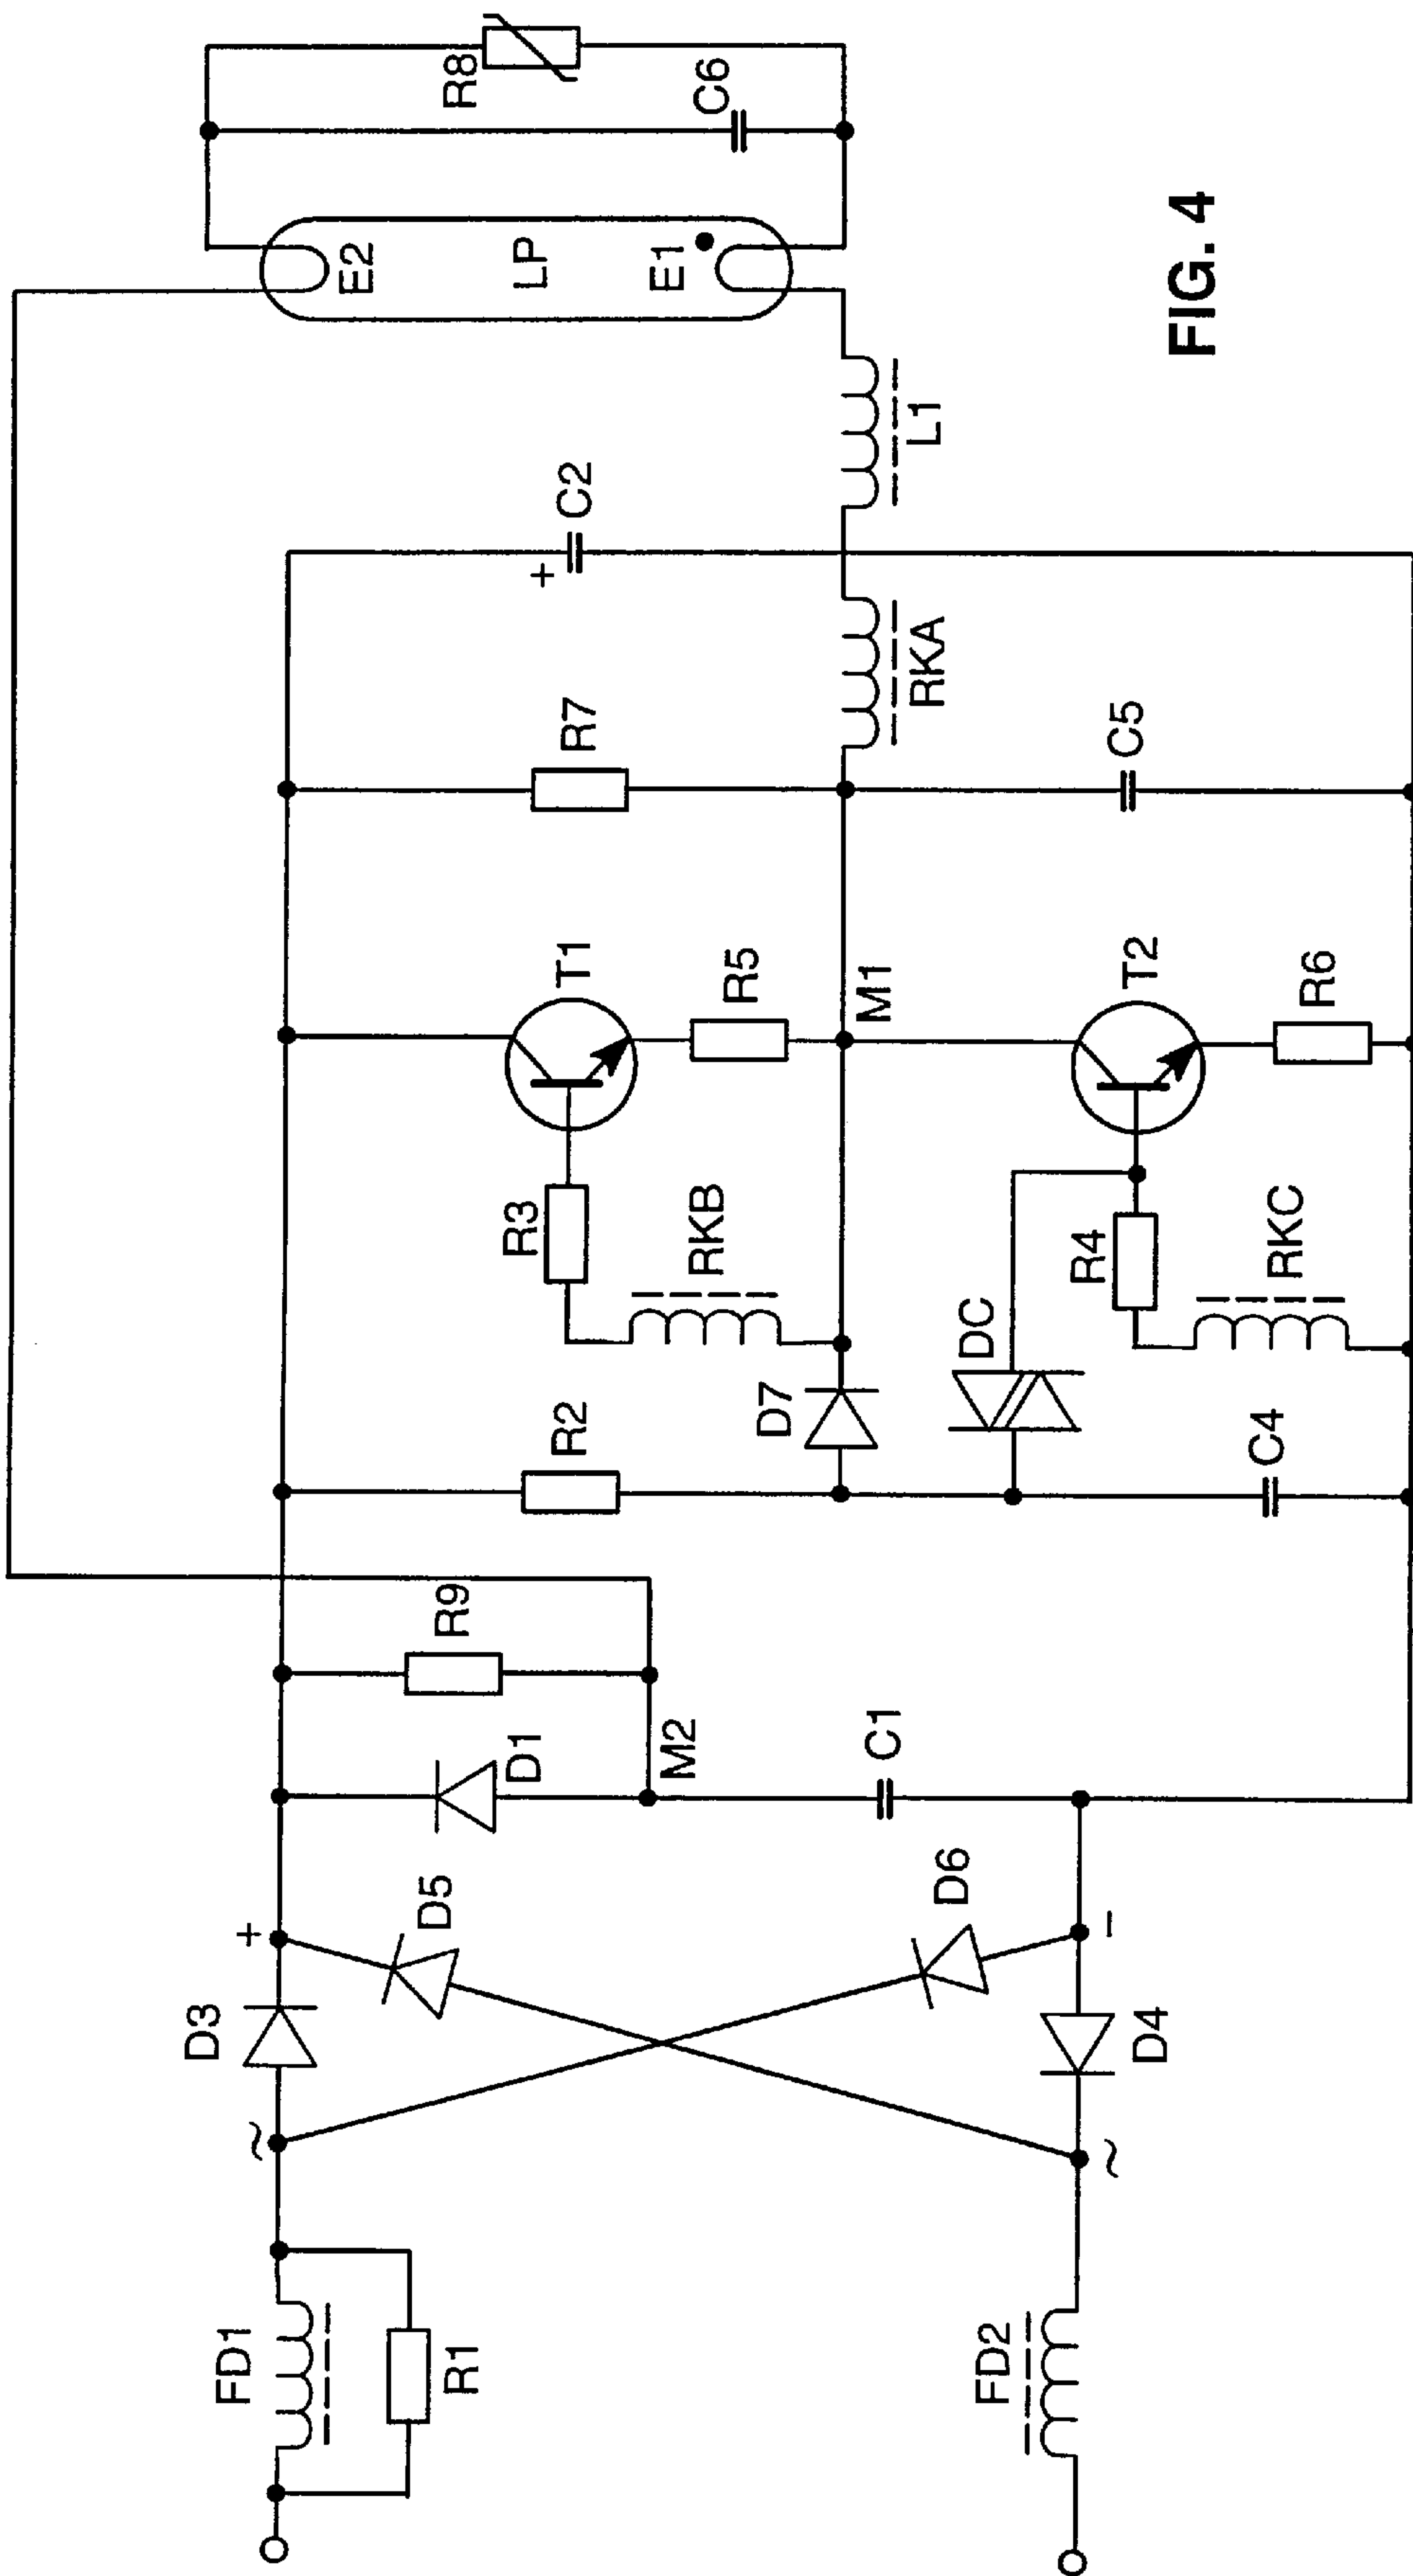 FD1
R1
FD2
~
~
D3
D4
+
−
D5
D6
D1
M2
C1
R9
R2
D7
DC
C4
R3
RKB
R4
RKC
T1
R5
M1
T2
R6
R7
C5
RKA
+
C2
L1
E2
LP
E1
R8
C6
FIG. 4